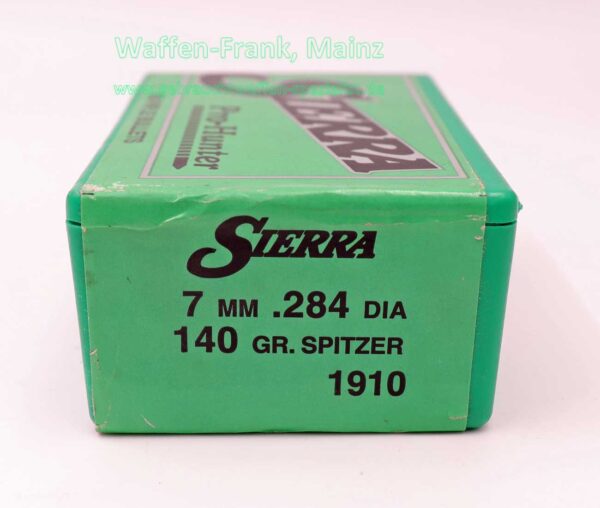 Waffen-Frank, Mainz
SIERRA
Pro-Hunter
SIERRA
7 MM .284 DIA
140 GR. SPITZER
1910